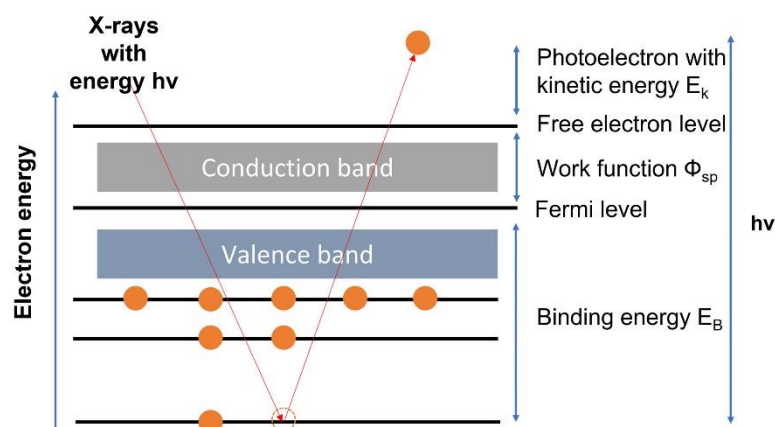 X-rays
with
energy hv
Photoelectron with
kinetic energy Eₖ
Free electron level
Conduction band
Work function Φsp
Fermi level
hv
Electron energy
Valence band
Binding energy E_B